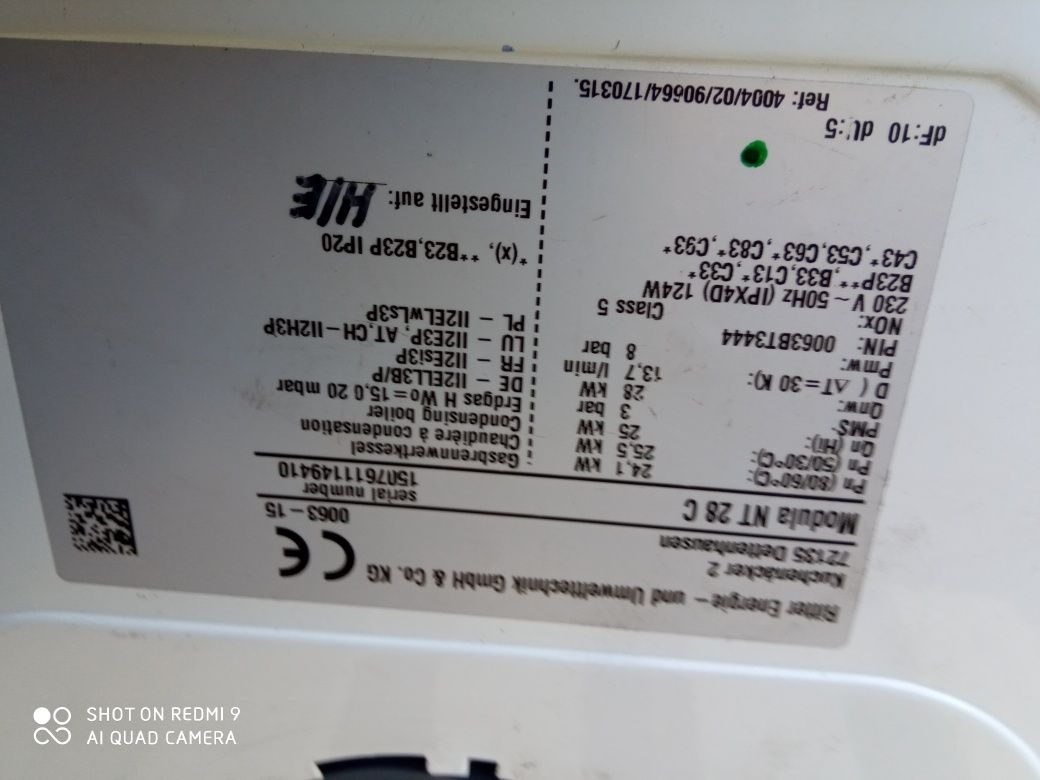 Ritter Energie – und Umwelttechnik GmbH & Co. KG
Kuchenäcker 2
72135 Dettenhausen
CE
0063 – 15
Modula NT 28 C
serial number
1507611149410
Pn (80/60°C): 24,1 kW
Pn (50/30°C): 25,5 kW
Qn (Hi): 25 kW
PMS: 3 bar
Qnw: 28 kW
D ( ΔT=30 K): 13,7 l/min
Pmw: 8 bar
PIN: 0063BT3444
NOx: Class 5
230 V ~ 50Hz (IPX4D) 124W
B23P**, B33, C13*, C33*,
C43*, C53, C63*, C83*, C93*
dF:10 dU:5
Ref: 4004/02/90664/170315.
Gasbrennwertkessel
Chaudière à condensation
Condensing boiler
Erdgas H Wo=15,0 20 mbar
DE – II2ELL3B/P
FR – II2Esi3P
LU – II2E3P, AT,CH–II2H3P
PL – II2ELwLs3P
*(x), **B23,B23P IP20
Eingestellt auf: H/E
SHOT ON REDMI 9
AI QUAD CAMERA